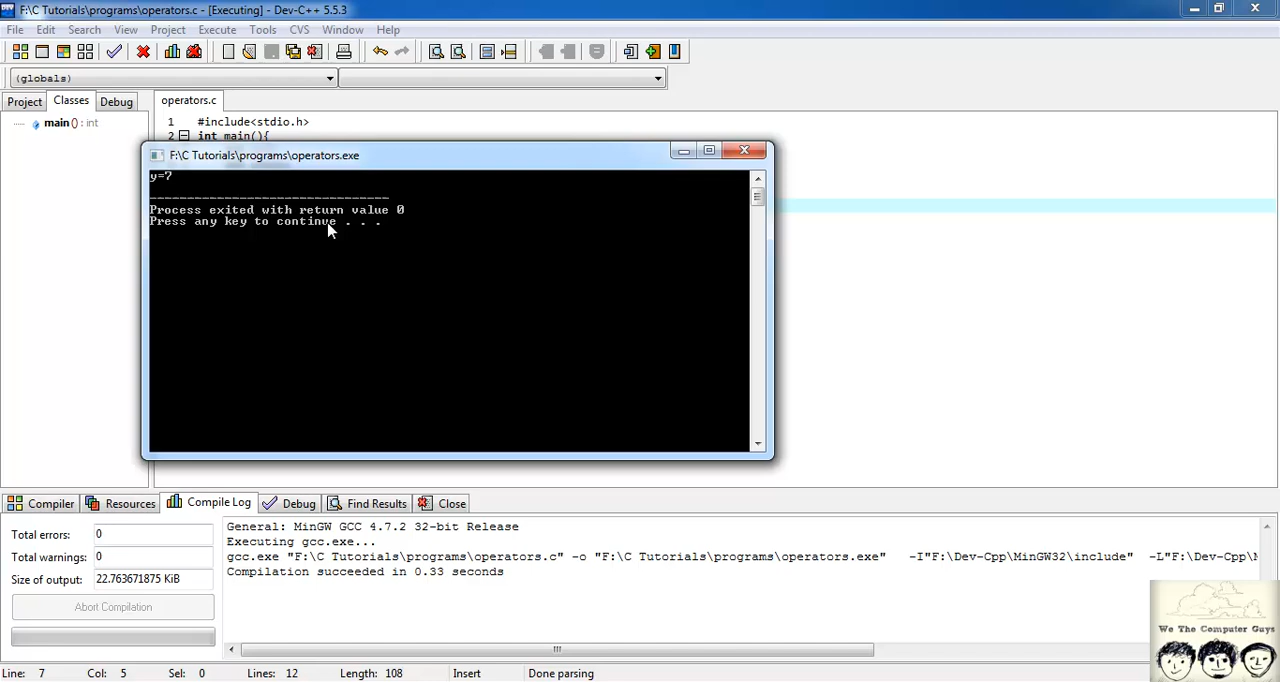 F:\C Tutorials\programs\operators.c - [Executing] - Dev-C++ 5.5.3
File Edit Search View Project Execute Tools CVS Window Help
(globals)
Project Classes Debug operators.c
main () : int
1 #include<stdio.h>
2 int main(){
F:\C Tutorials\programs\operators.exe
y=7
--------------------------------
Process exited with return value 0
Press any key to continue . . .
Compiler Resources Compile Log Debug Find Results Close
Total errors: 0
Total warnings: 0
Size of output: 22.763671875 KiB
Abort Compilation
General: MinGW GCC 4.7.2 32-bit Release
Executing gcc.exe...
gcc.exe "F:\C Tutorials\programs\operators.c" -o "F:\C Tutorials\programs\operators.exe" -I"F:\Dev-Cpp\MinGW32\include" -L"F:\Dev-Cpp\M
Compilation succeeded in 0.33 seconds
We The Computer Guys
Line: 7 Col: 5 Sel: 0 Lines: 12 Length: 108 Insert Done parsing